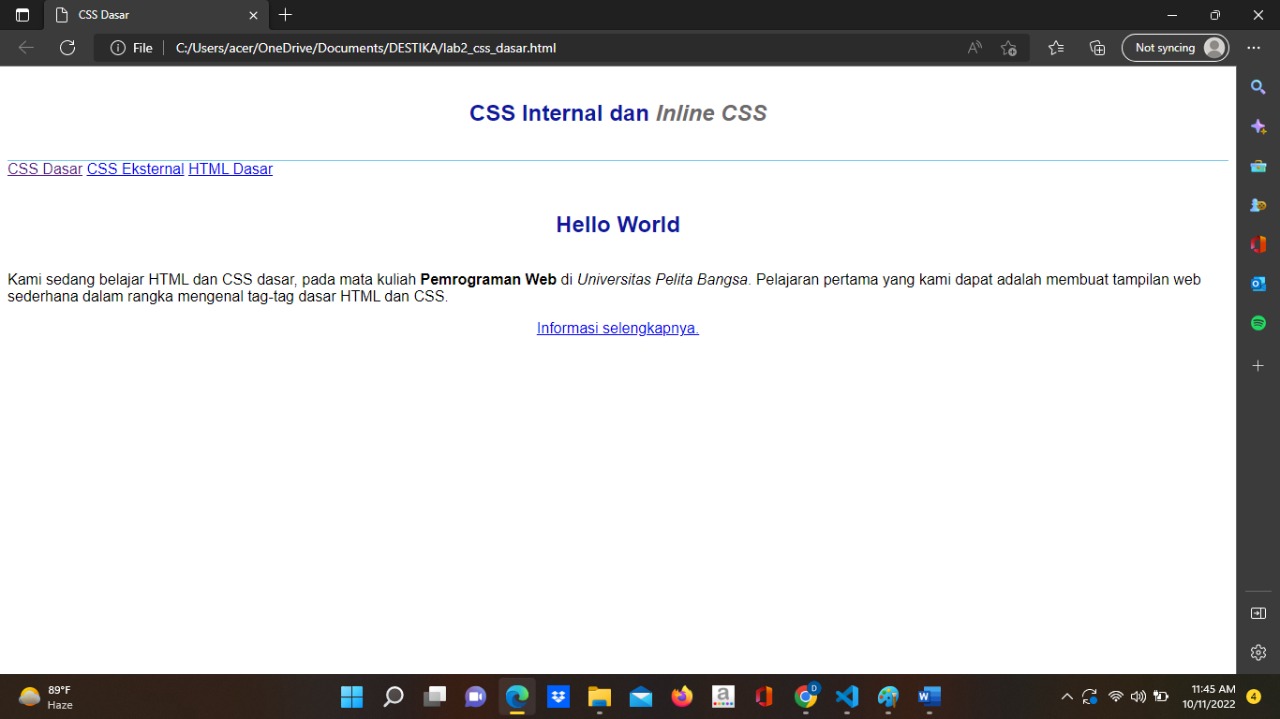 CSS Dasar
File
C:/Users/acer/OneDrive/Documents/DESTIKA/lab2_css_dasar.html
Not syncing
CSS Internal dan Inline CSS
CSS Dasar CSS Eksternal HTML Dasar
Hello World
Kami sedang belajar HTML dan CSS dasar, pada mata kuliah Pemrograman Web di Universitas Pelita Bangsa. Pelajaran pertama yang kami dapat adalah membuat tampilan web
sederhana dalam rangka mengenal tag-tag dasar HTML dan CSS.
Informasi selengkapnya.
89°F
Haze
11:45 AM
10/11/2022
4